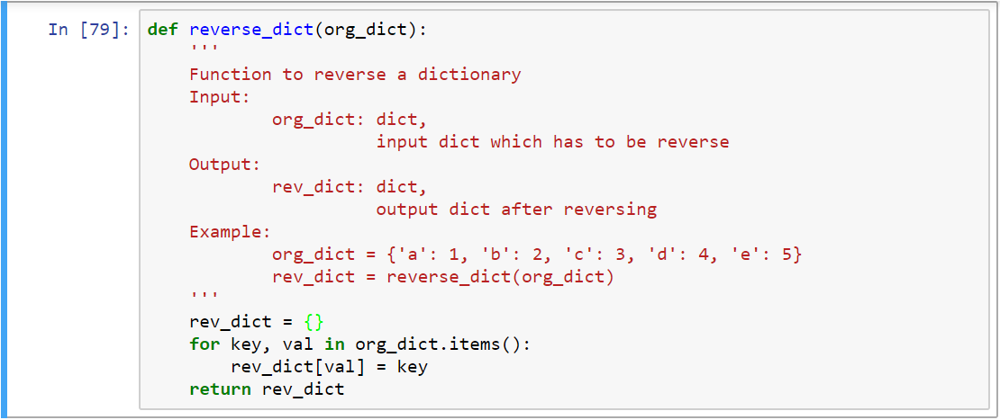 In [79]: def reverse_dict(org_dict):
'''
Function to reverse a dictionary
Input:
org_dict: dict,
input dict which has to be reverse
Output:
rev_dict: dict,
output dict after reversing
Example:
org_dict = {'a': 1, 'b': 2, 'c': 3, 'd': 4, 'e': 5}
rev_dict = reverse_dict(org_dict)
'''
rev_dict = {}
for key, val in org_dict.items():
rev_dict[val] = key
return rev_dict